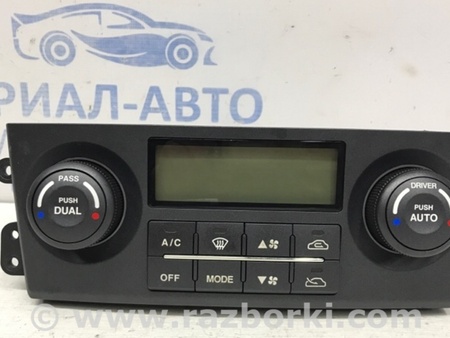 РИАЛ-АВТО
PASS
PUSH
DUAL
DRIVER
PUSH
AUTO
A/C
OFF
MODE
www.razborki.com